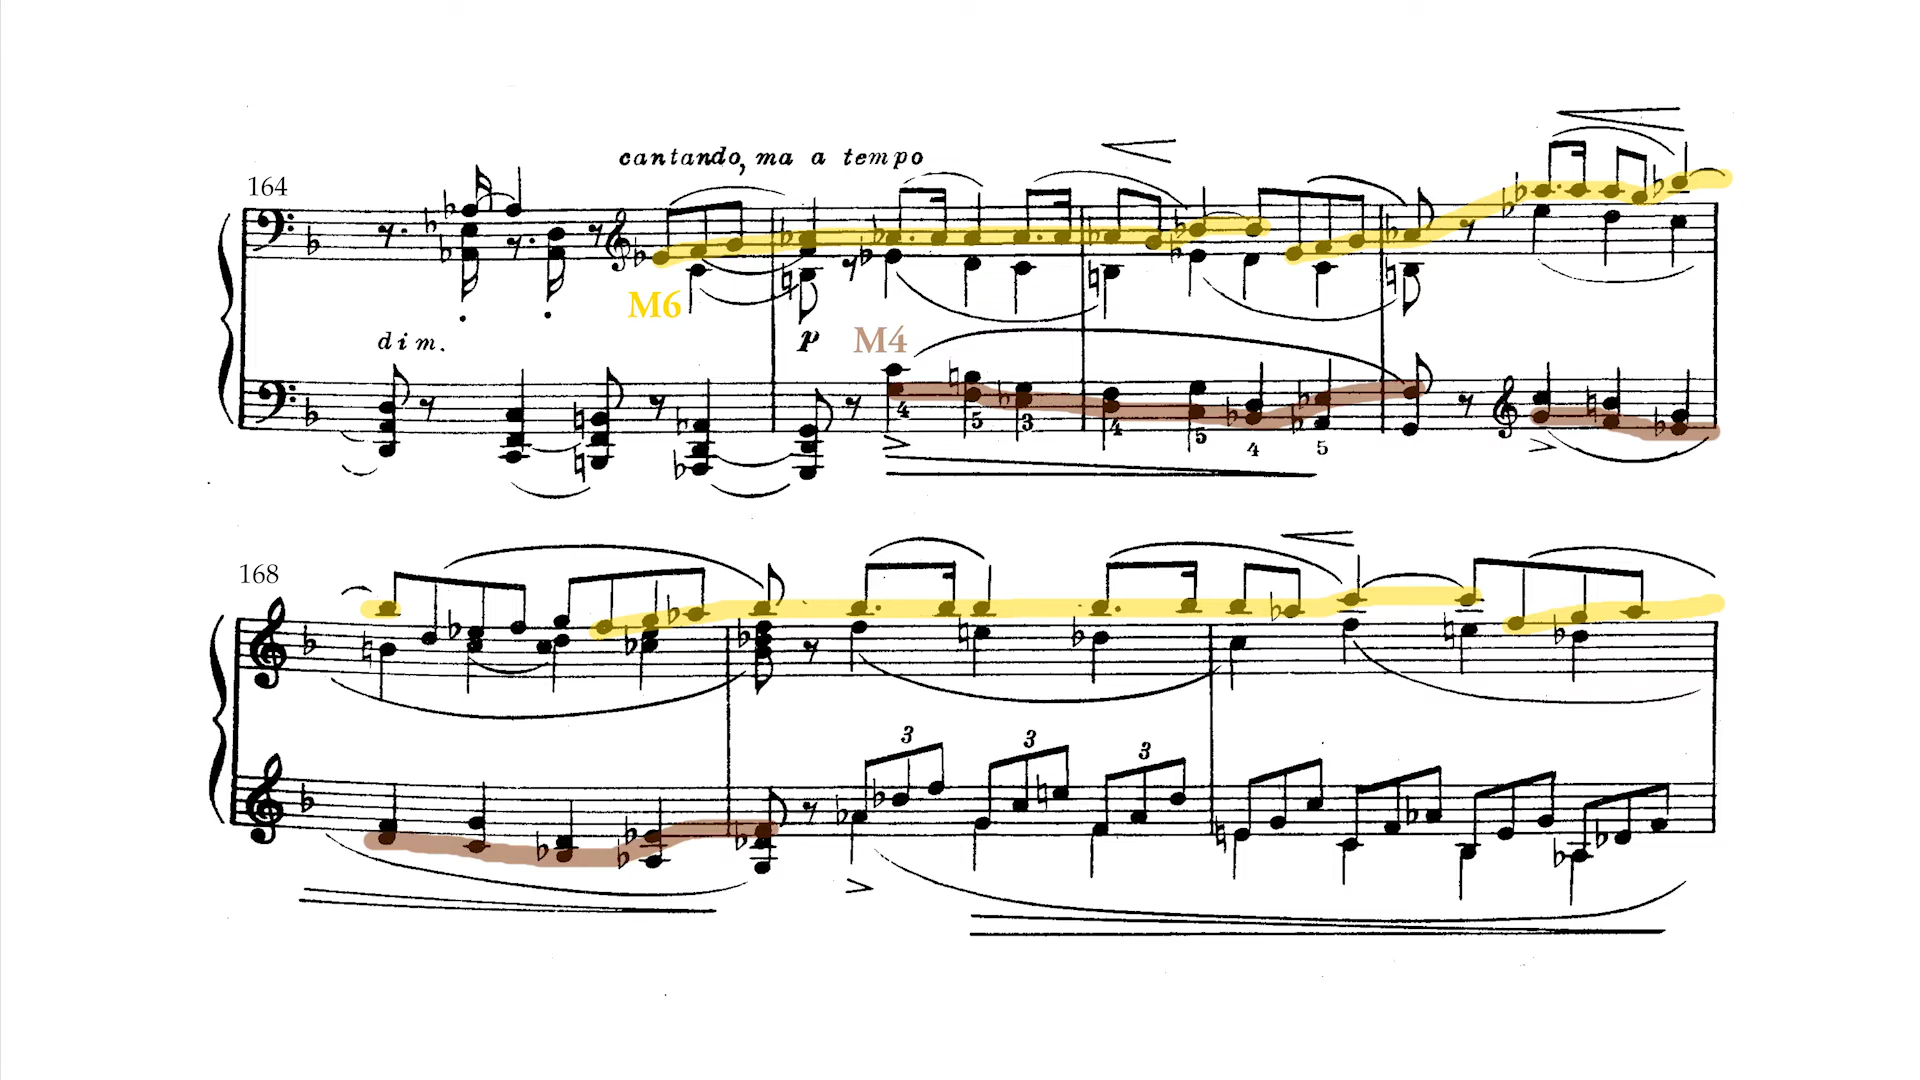 cantando, ma a tempo
164
M6
dim.
p
M4
4 5 3 4 5 4 5
168
3 3 3